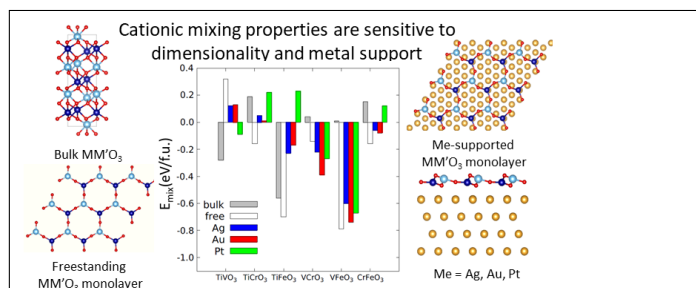 Cationic mixing properties are sensitive to
dimensionality and metal support
Bulk MM'O₃
Freestanding
MM'O₃ monolayer
E_mix(eV/f.u.)
0.4
0.2
0.0
-0.2
-0.4
-0.6
-0.8
-1.0
bulk
free
Ag
Au
Pt
TiVO₃ TiCrO₃ TiFeO₃ VCrO₃ VFeO₃ CrFeO₃
Me-supported
MM'O₃ monolayer
Me = Ag, Au, Pt